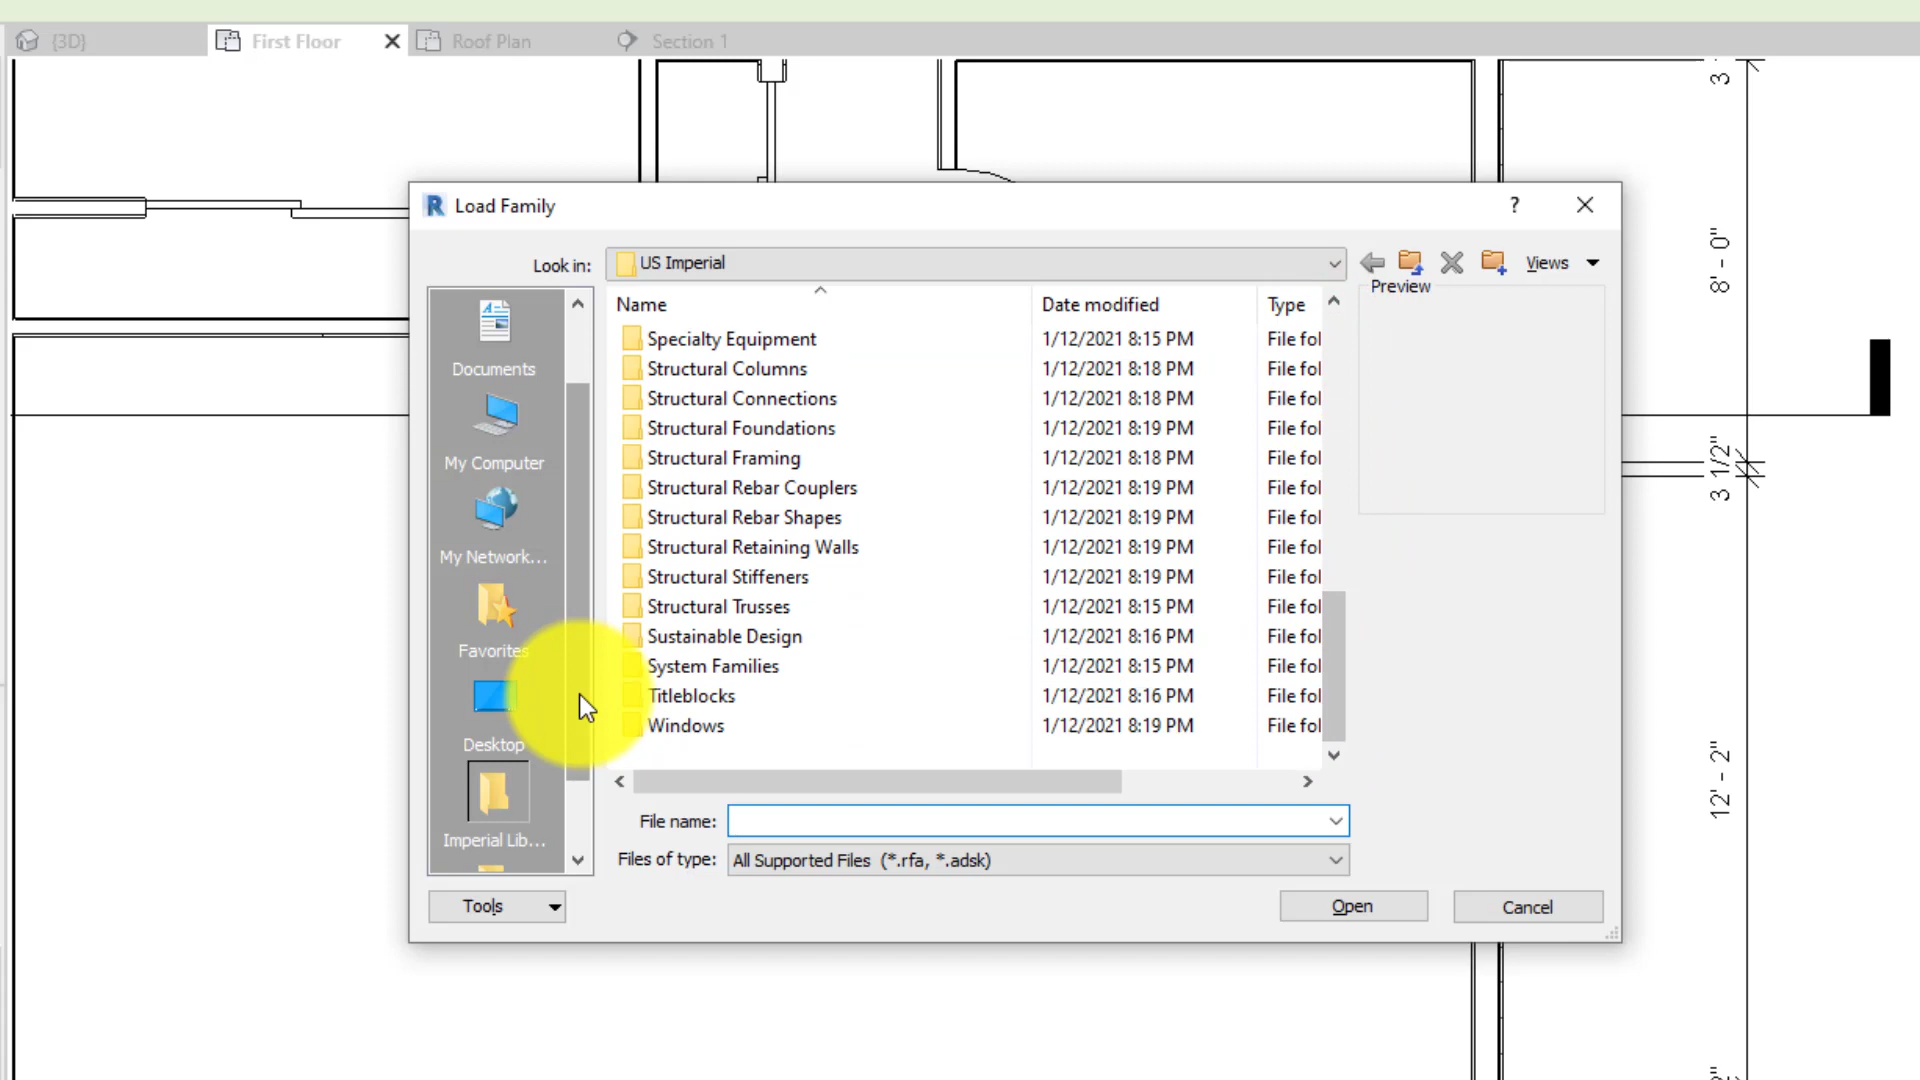 {3D}
First Floor
Roof Plan
Section 1
Load Family
?
Look in:
US Imperial
Views
Preview
Name
Date modified
Type
Specialty Equipment 1/12/2021 8:15 PM File fol
Structural Columns 1/12/2021 8:18 PM File fol
Structural Connections 1/12/2021 8:18 PM File fol
Structural Foundations 1/12/2021 8:19 PM File fol
Structural Framing 1/12/2021 8:18 PM File fol
Structural Rebar Couplers 1/12/2021 8:19 PM File fol
Structural Rebar Shapes 1/12/2021 8:19 PM File fol
Structural Retaining Walls 1/12/2021 8:19 PM File fol
Structural Stiffeners 1/12/2021 8:19 PM File fol
Structural Trusses 1/12/2021 8:15 PM File fol
Sustainable Design 1/12/2021 8:16 PM File fol
System Families 1/12/2021 8:15 PM File fol
Titleblocks 1/12/2021 8:16 PM File fol
Windows 1/12/2021 8:19 PM File fol
Documents
My Computer
My Network...
Favorites
Desktop
Imperial Lib...
File name:
Files of type: All Supported Files (*.rfa, *.adsk)
Tools
Open
Cancel
3
8' - 0"
3 1/2"
12' - 2"